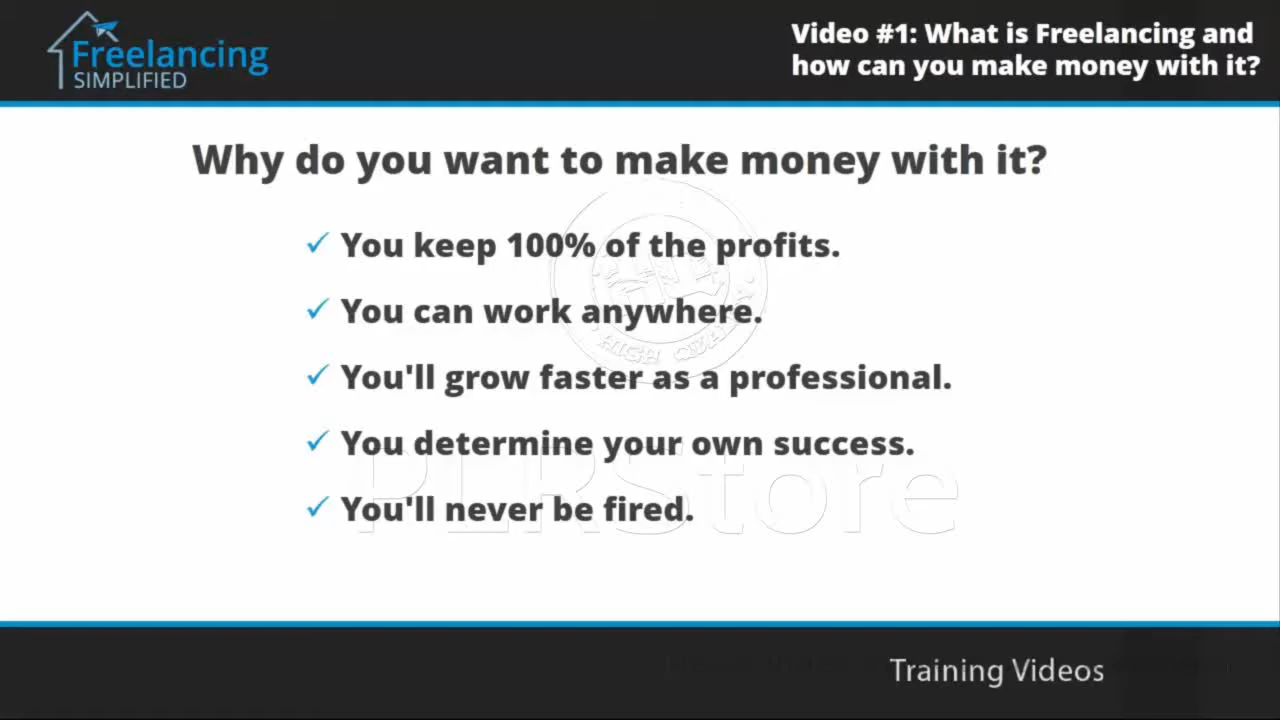 Freelancing
SIMPLIFIED
Video #1: What is Freelancing and
how can you make money with it?
Why do you want to make money with it?
You keep 100% of the profits.
You can work anywhere.
You'll grow faster as a professional.
You determine your own success.
You'll never be fired.
HIGH QUALITY
PLRStore
Training Videos